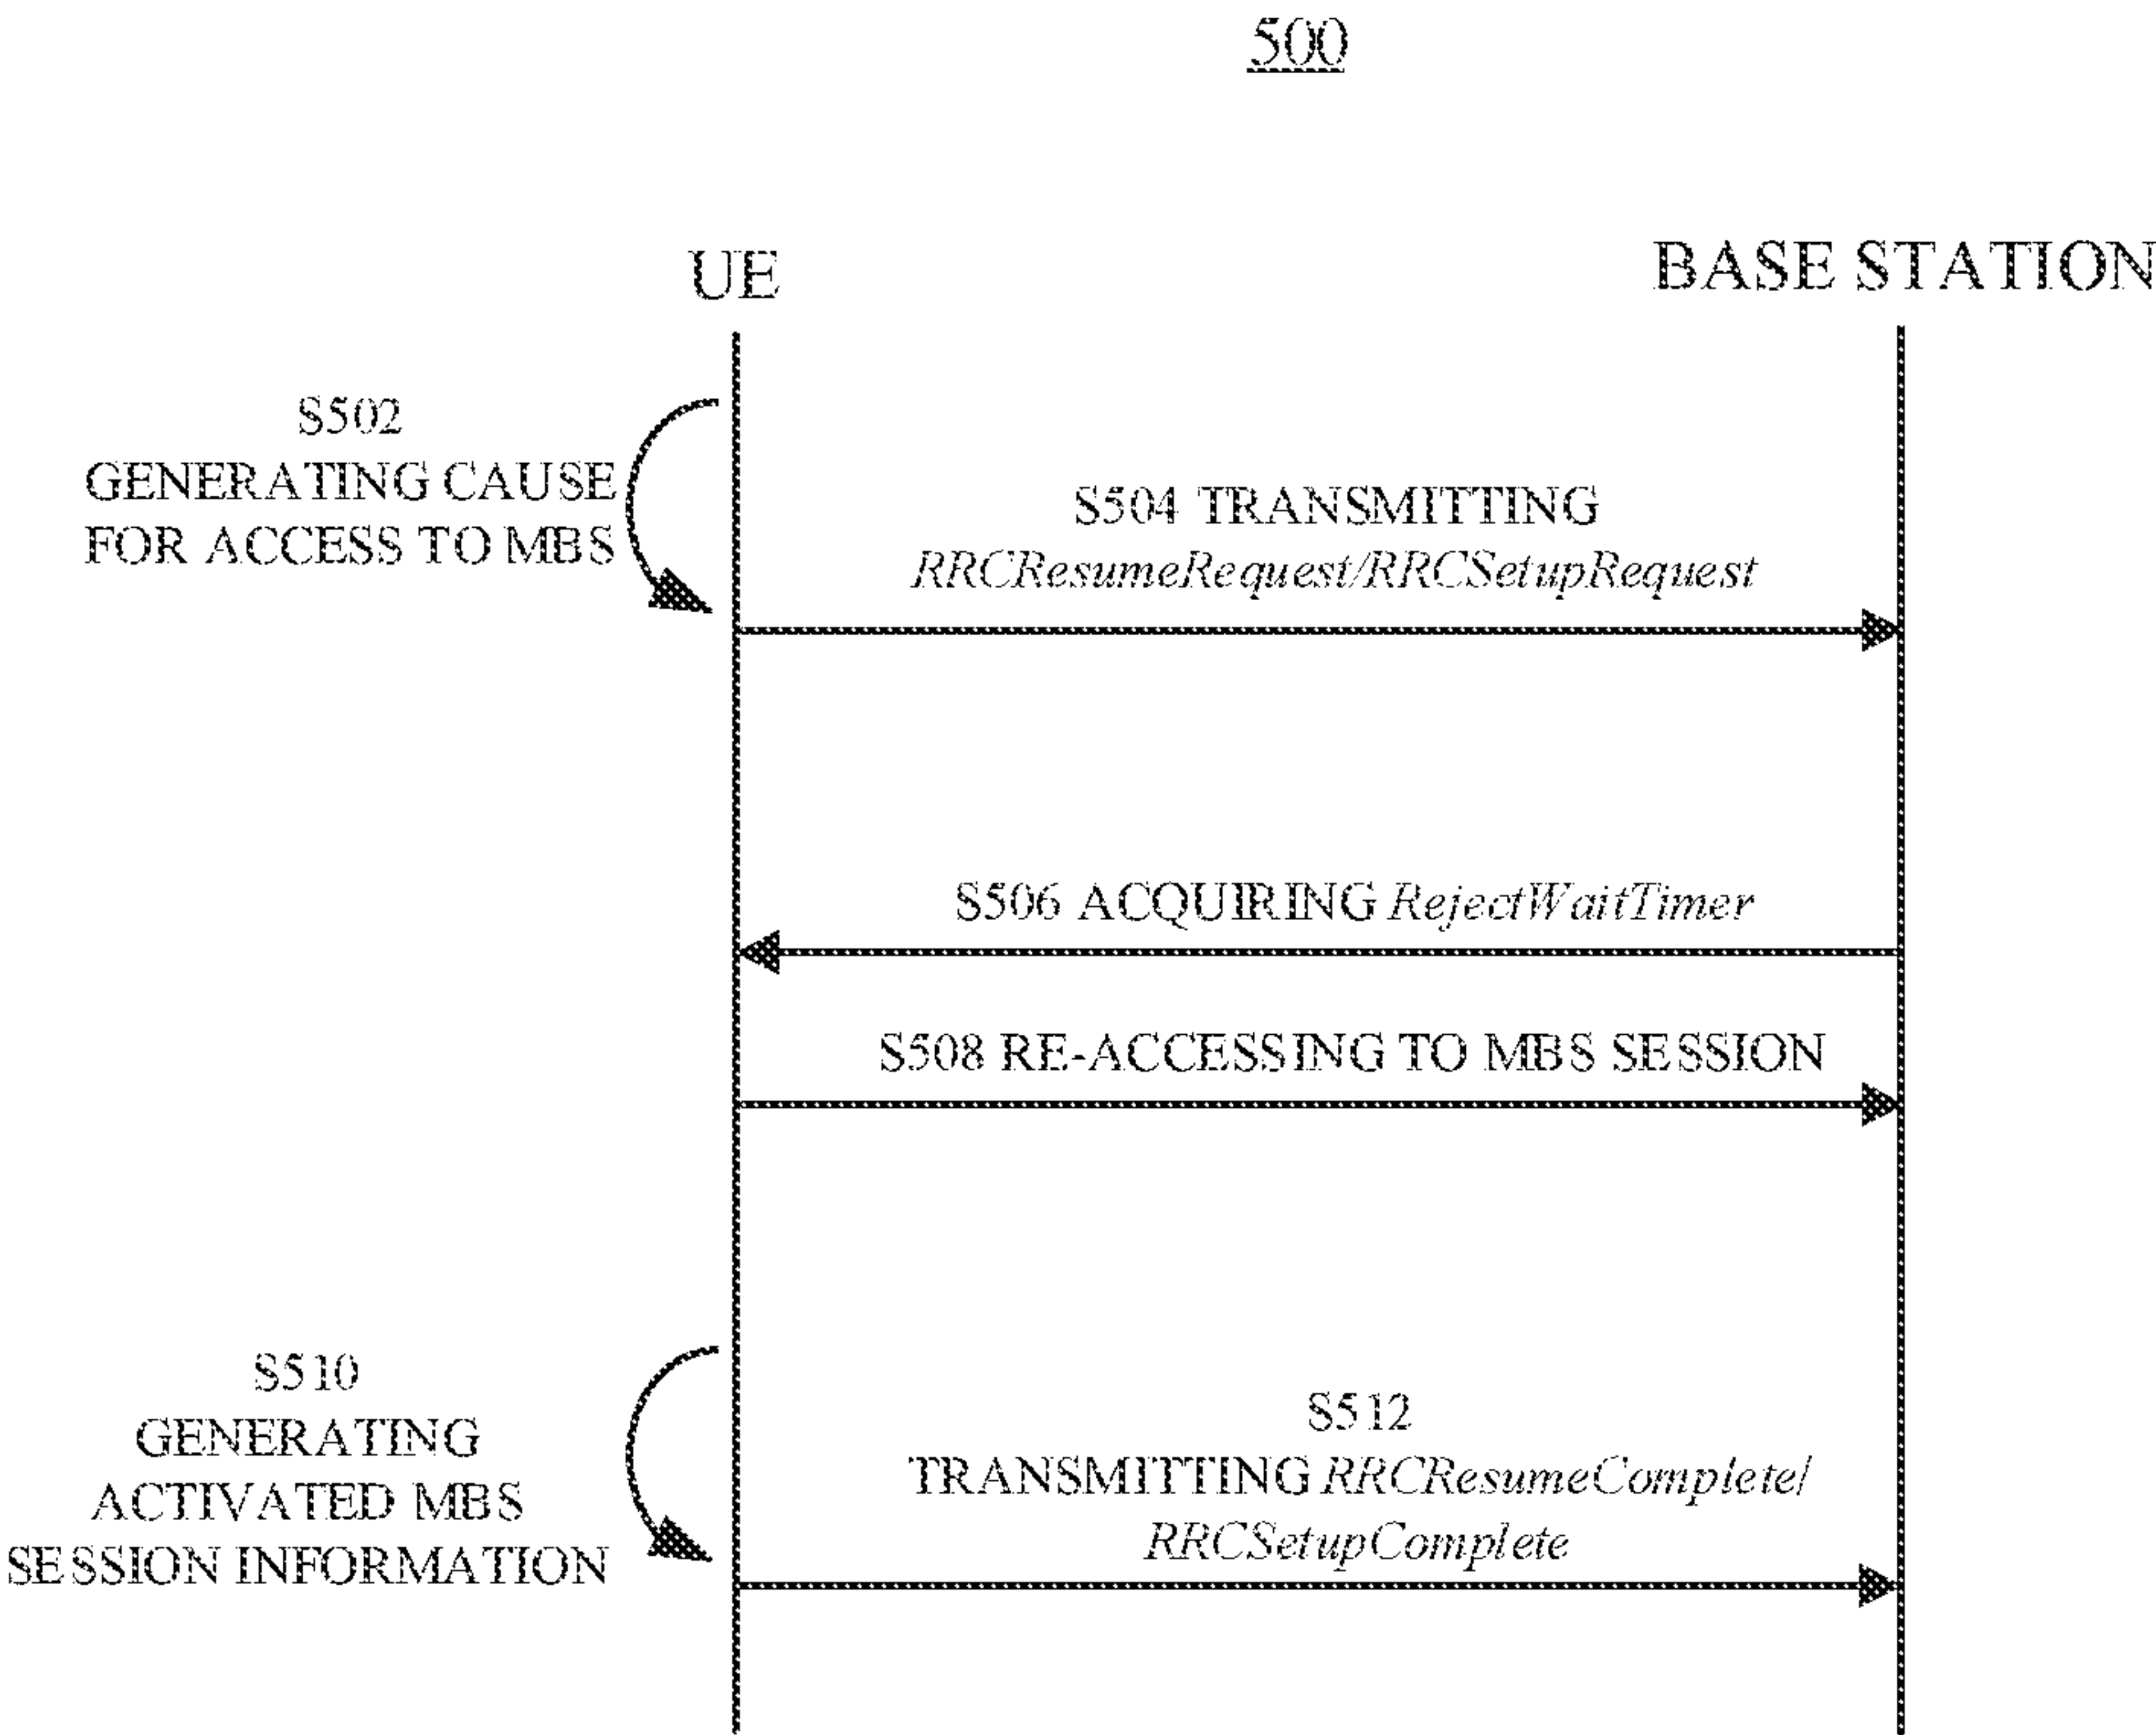 500
UE
BASE STATION
S502
GENERATING CAUSE
FOR ACCESS TO MBS
S504 TRANSMITTING
RRCResumeRequest/RRCSetupRequest
S506 ACQUIRING RejectWaitTimer
S508 RE-ACCESSING TO MBS SESSION
S510
GENERATING
ACTIVATED MBS
SESSION INFORMATION
S512
TRANSMITTING RRCResumeComplete/
RRCSetupComplete